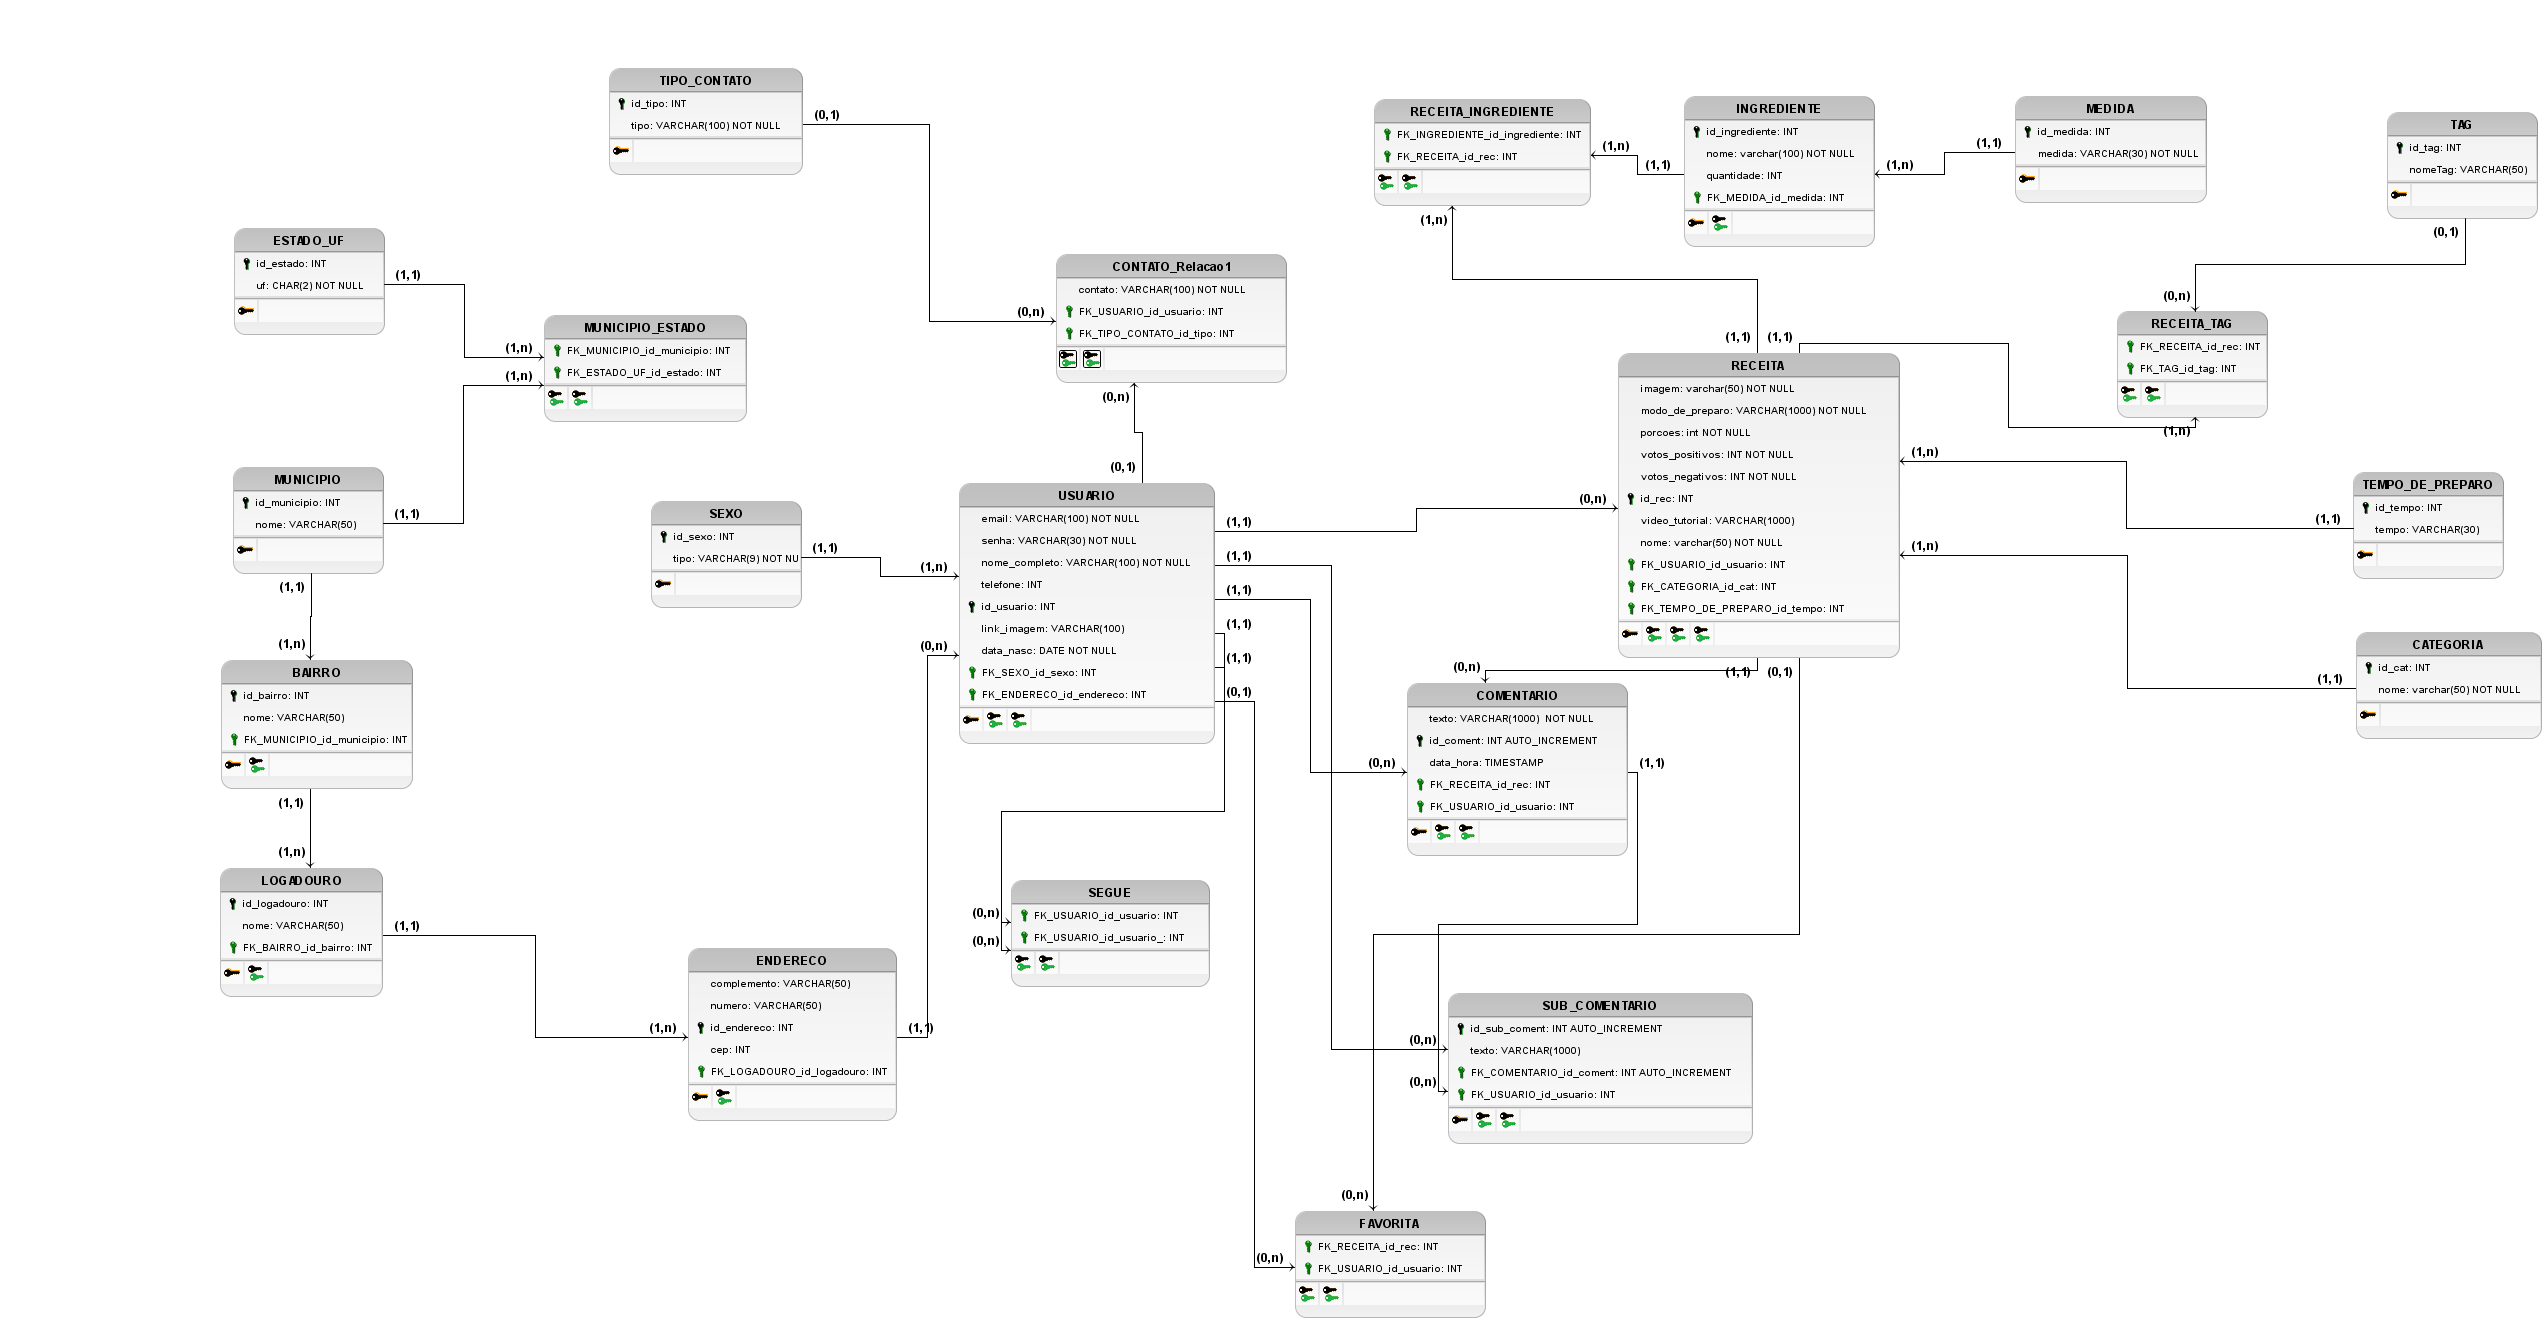 TIPO_CONTATO
id_tipo: INT
tipo: VARCHAR(100) NOT NULL
(0,1)
(0,n)
ESTADO_UF
id_estado: INT
uf: CHAR(2) NOT NULL
(1,1)
(1,n)
MUNICIPIO_ESTADO
FK_MUNICIPIO_id_municipio: INT
FK_ESTADO_UF_id_estado: INT
(1,n)
MUNICIPIO
id_municipio: INT
nome: VARCHAR(50)
(1,1)
(1,1)
(1,n)
BAIRRO
id_bairro: INT
nome: VARCHAR(50)
FK_MUNICIPIO_id_municipio: INT
(1,1)
(1,n)
LOGADOURO
id_logadouro: INT
nome: VARCHAR(50)
FK_BAIRRO_id_bairro: INT
(1,1)
(1,n)
ENDERECO
complemento: VARCHAR(50)
numero: VARCHAR(50)
id_endereco: INT
cep: INT
FK_LOGADOURO_id_logadouro: INT
(1,1)
(0,n)
SEXO
id_sexo: INT
tipo: VARCHAR(9) NOT NU
(1,1)
(1,n)
CONTATO_Relacao1
contato: VARCHAR(100) NOT NULL
FK_USUARIO_id_usuario: INT
FK_TIPO_CONTATO_id_tipo: INT
(0,n)
(0,1)
USUARIO
email: VARCHAR(100) NOT NULL
senha: VARCHAR(30) NOT NULL
nome_completo: VARCHAR(100) NOT NULL
telefone: INT
id_usuario: INT
link_imagem: VARCHAR(100)
data_nasc: DATE NOT NULL
FK_SEXO_id_sexo: INT
FK_ENDERECO_id_endereco: INT
(1,1)
(1,1)
(1,1)
(1,1)
(1,1)
(0,1)
SEGUE
FK_USUARIO_id_usuario: INT
FK_USUARIO_id_usuario_: INT
(0,n)
(0,n)
RECEITA_INGREDIENTE
FK_INGREDIENTE_id_ingrediente: INT
FK_RECEITA_id_rec: INT
(1,n)
(1,1)
(1,n)
INGREDIENTE
id_ingrediente: INT
nome: varchar(100) NOT NULL
quantidade: INT
FK_MEDIDA_id_medida: INT
(1,n)
(1,1)
MEDIDA
id_medida: INT
medida: VARCHAR(30) NOT NULL
TAG
id_tag: INT
nomeTag: VARCHAR(50)
(0,1)
(0,n)
RECEITA_TAG
FK_RECEITA_id_rec: INT
FK_TAG_id_tag: INT
(1,n)
(1,1)
(1,1)
(0,n)
RECEITA
imagem: varchar(50) NOT NULL
modo_de_preparo: VARCHAR(1000) NOT NULL
porcoes: int NOT NULL
votos_positivos: INT NOT NULL
votos_negativos: INT NOT NULL
id_rec: INT
video_tutorial: VARCHAR(1000)
nome: varchar(50) NOT NULL
FK_USUARIO_id_usuario: INT
FK_CATEGORIA_id_cat: INT
FK_TEMPO_DE_PREPARO_id_tempo: INT
(1,n)
(1,n)
(1,1)
(0,1)
TEMPO_DE_PREPARO
id_tempo: INT
tempo: VARCHAR(30)
(1,1)
CATEGORIA
id_cat: INT
nome: varchar(50) NOT NULL
(1,1)
(0,n)
COMENTARIO
texto: VARCHAR(1000) NOT NULL
id_coment: INT AUTO_INCREMENT
data_hora: TIMESTAMP
FK_RECEITA_id_rec: INT
FK_USUARIO_id_usuario: INT
(0,n)
(1,1)
SUB_COMENTARIO
id_sub_coment: INT AUTO_INCREMENT
texto: VARCHAR(1000)
FK_COMENTARIO_id_coment: INT AUTO_INCREMENT
FK_USUARIO_id_usuario: INT
(0,n)
(0,n)
(0,n)
FAVORITA
FK_RECEITA_id_rec: INT
FK_USUARIO_id_usuario: INT
(0,n)